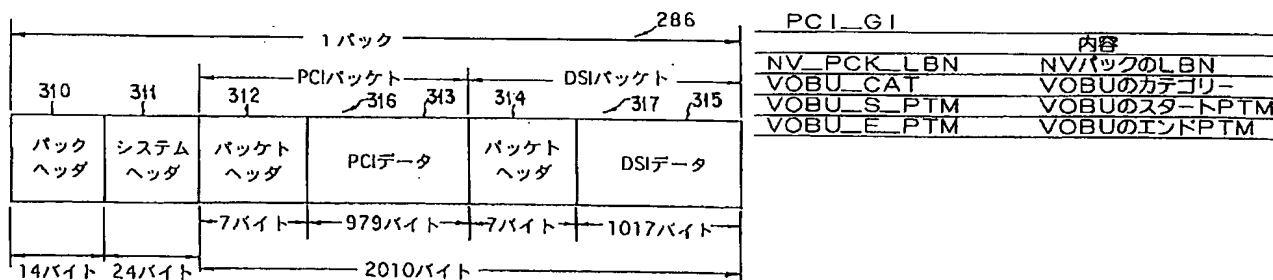 286
1パック
PCIパケット
DSIパケット
310
311
312
316
313
314
317
315
パック
ヘッダ
システム
ヘッダ
パッケト
ヘッダ
PCIデータ
パッケト
ヘッダ
DSIデータ
7バイト
979バイト
7バイト
1017バイト
14バイト
24バイト
2010バイト
PCI_GI
内容
NV_PCK_LBN NVパックのLBN
VOBU_CAT VOBUのカテゴリー
VOBU_S_PTM VOBUのスタートPTM
VOBU_E_PTM VOBUのエンドPTM